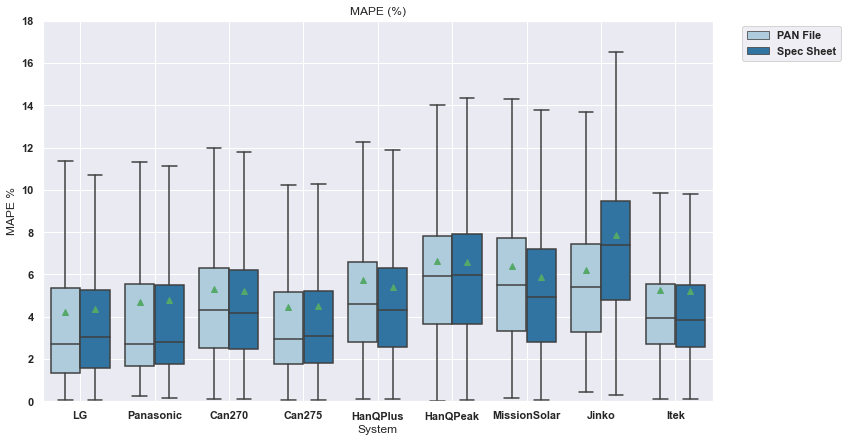 MAPE (%)
PAN File
Spec Sheet
MAPE %
18
16
14
12
10
8
6
4
2
0
LG Panasonic Can270 Can275 HanQPlus HanQPeak MissionSolar Jinko Itek
System